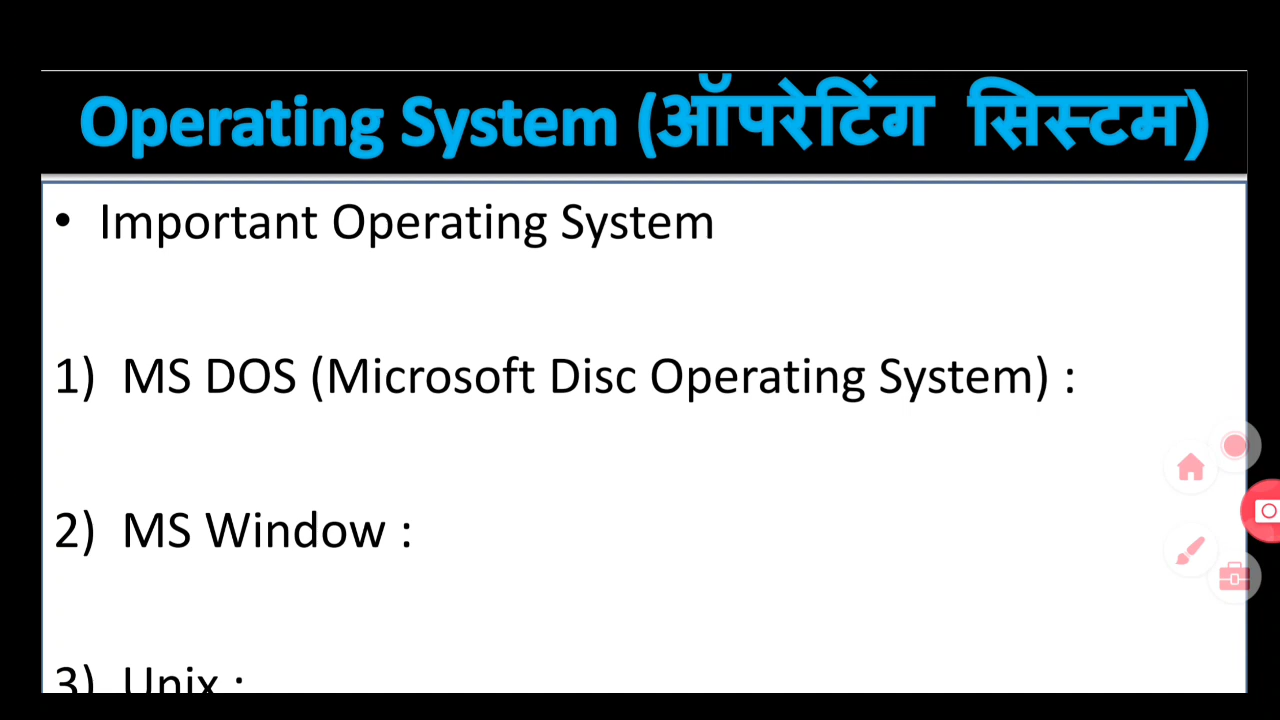 Operating System (ऑपरेटिंग सिस्टम)
• Important Operating System
1) MS DOS (Microsoft Disc Operating System) :
2) MS Window :
3) Unix :